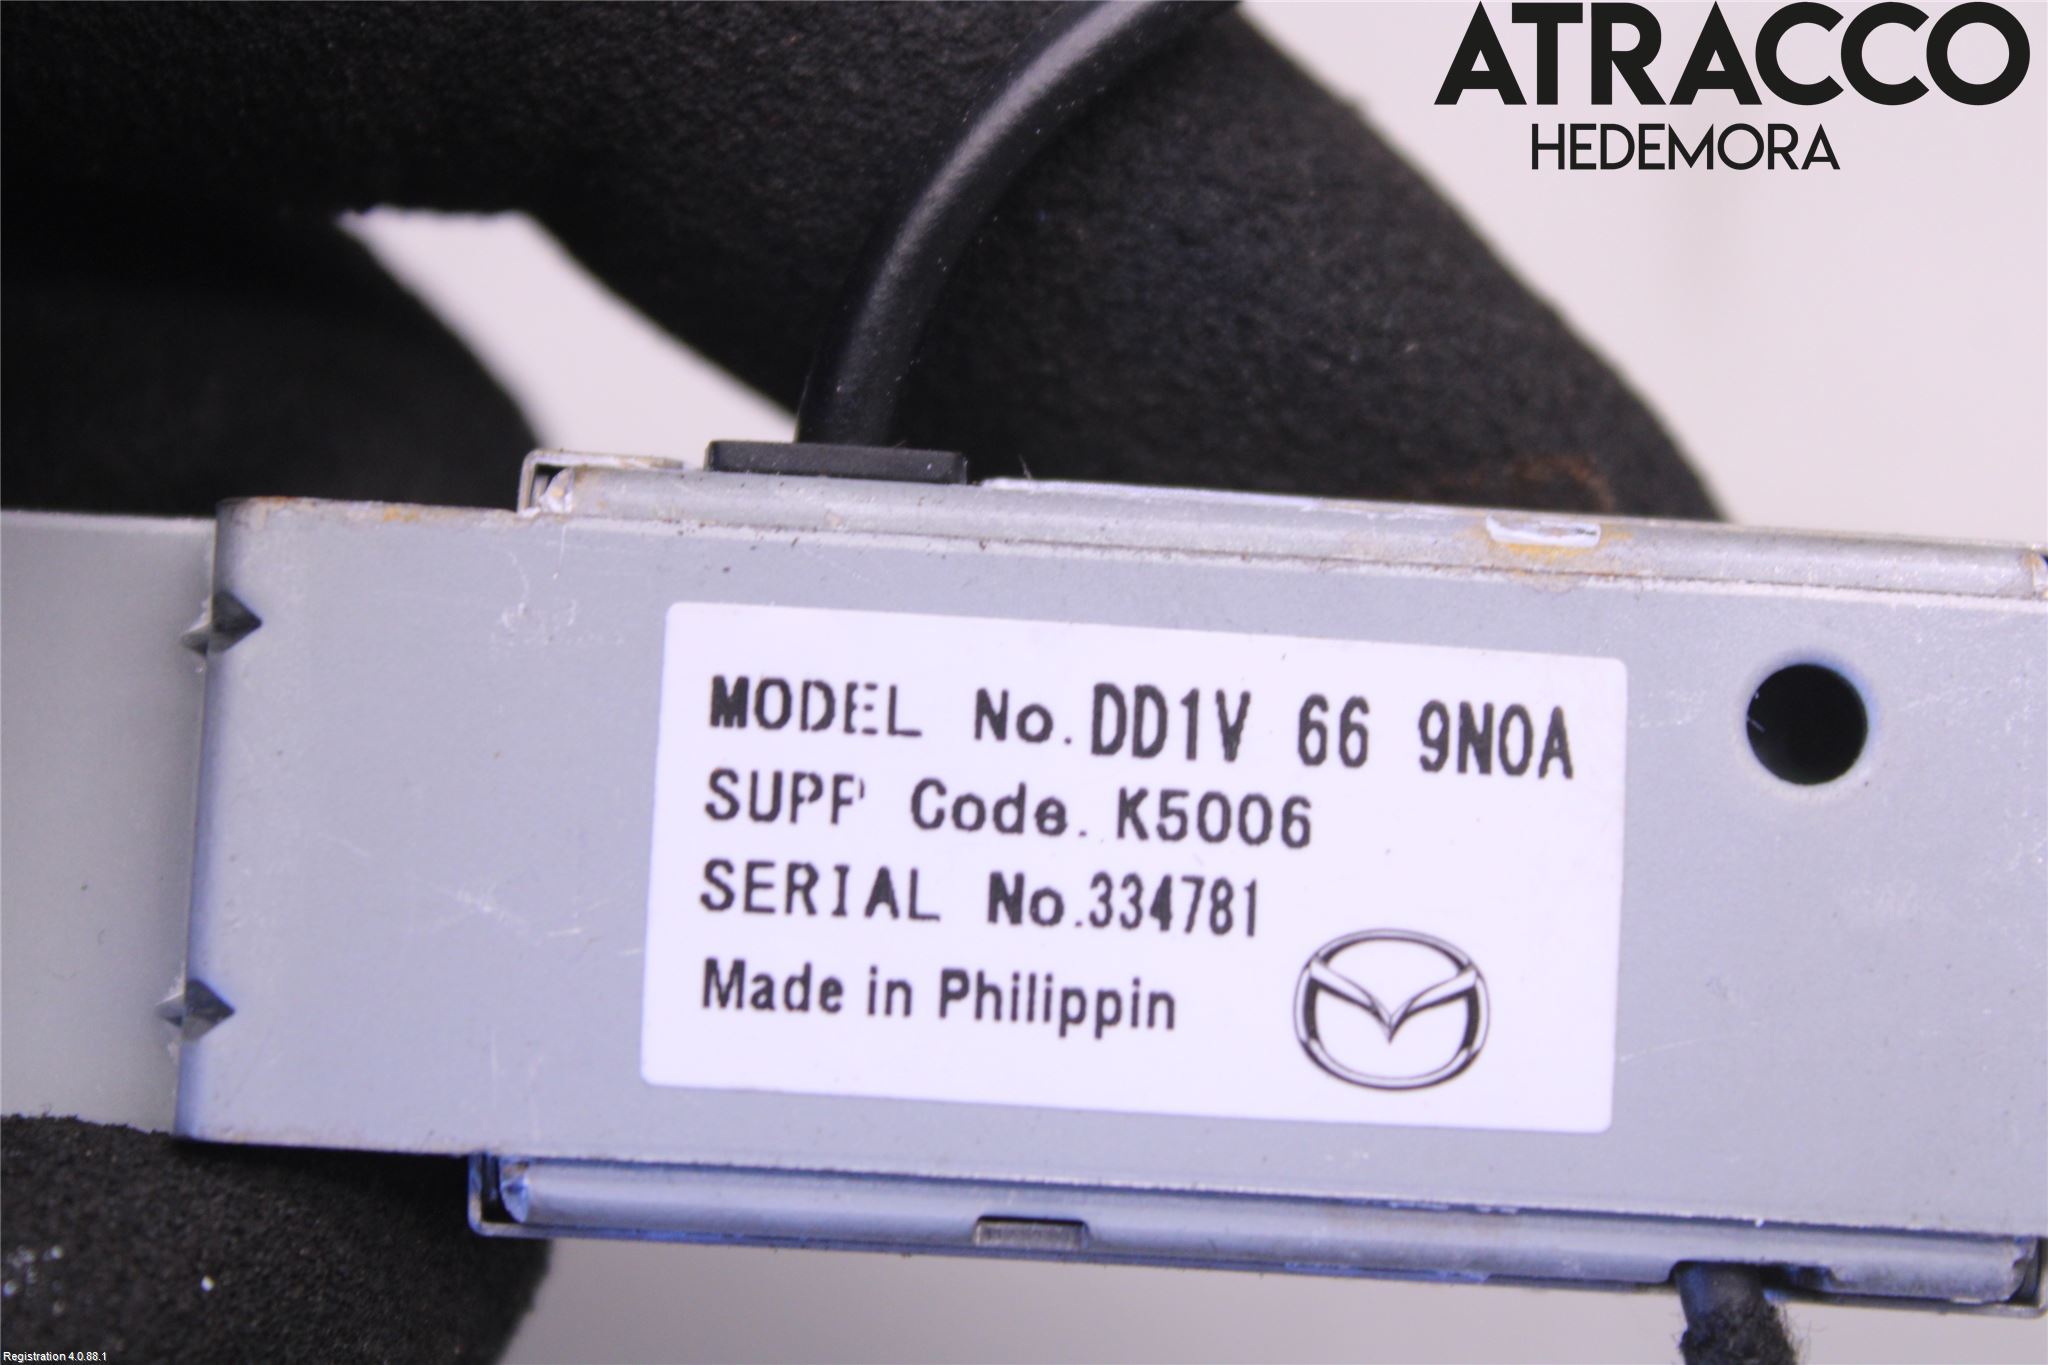 ATRACCO
HEDEMORA
MODEL No. DD1V 66 9N0A
SUPP Code. K5006
SERIAL No. 334781
Made in Philippin
Registration 4.0.88.1